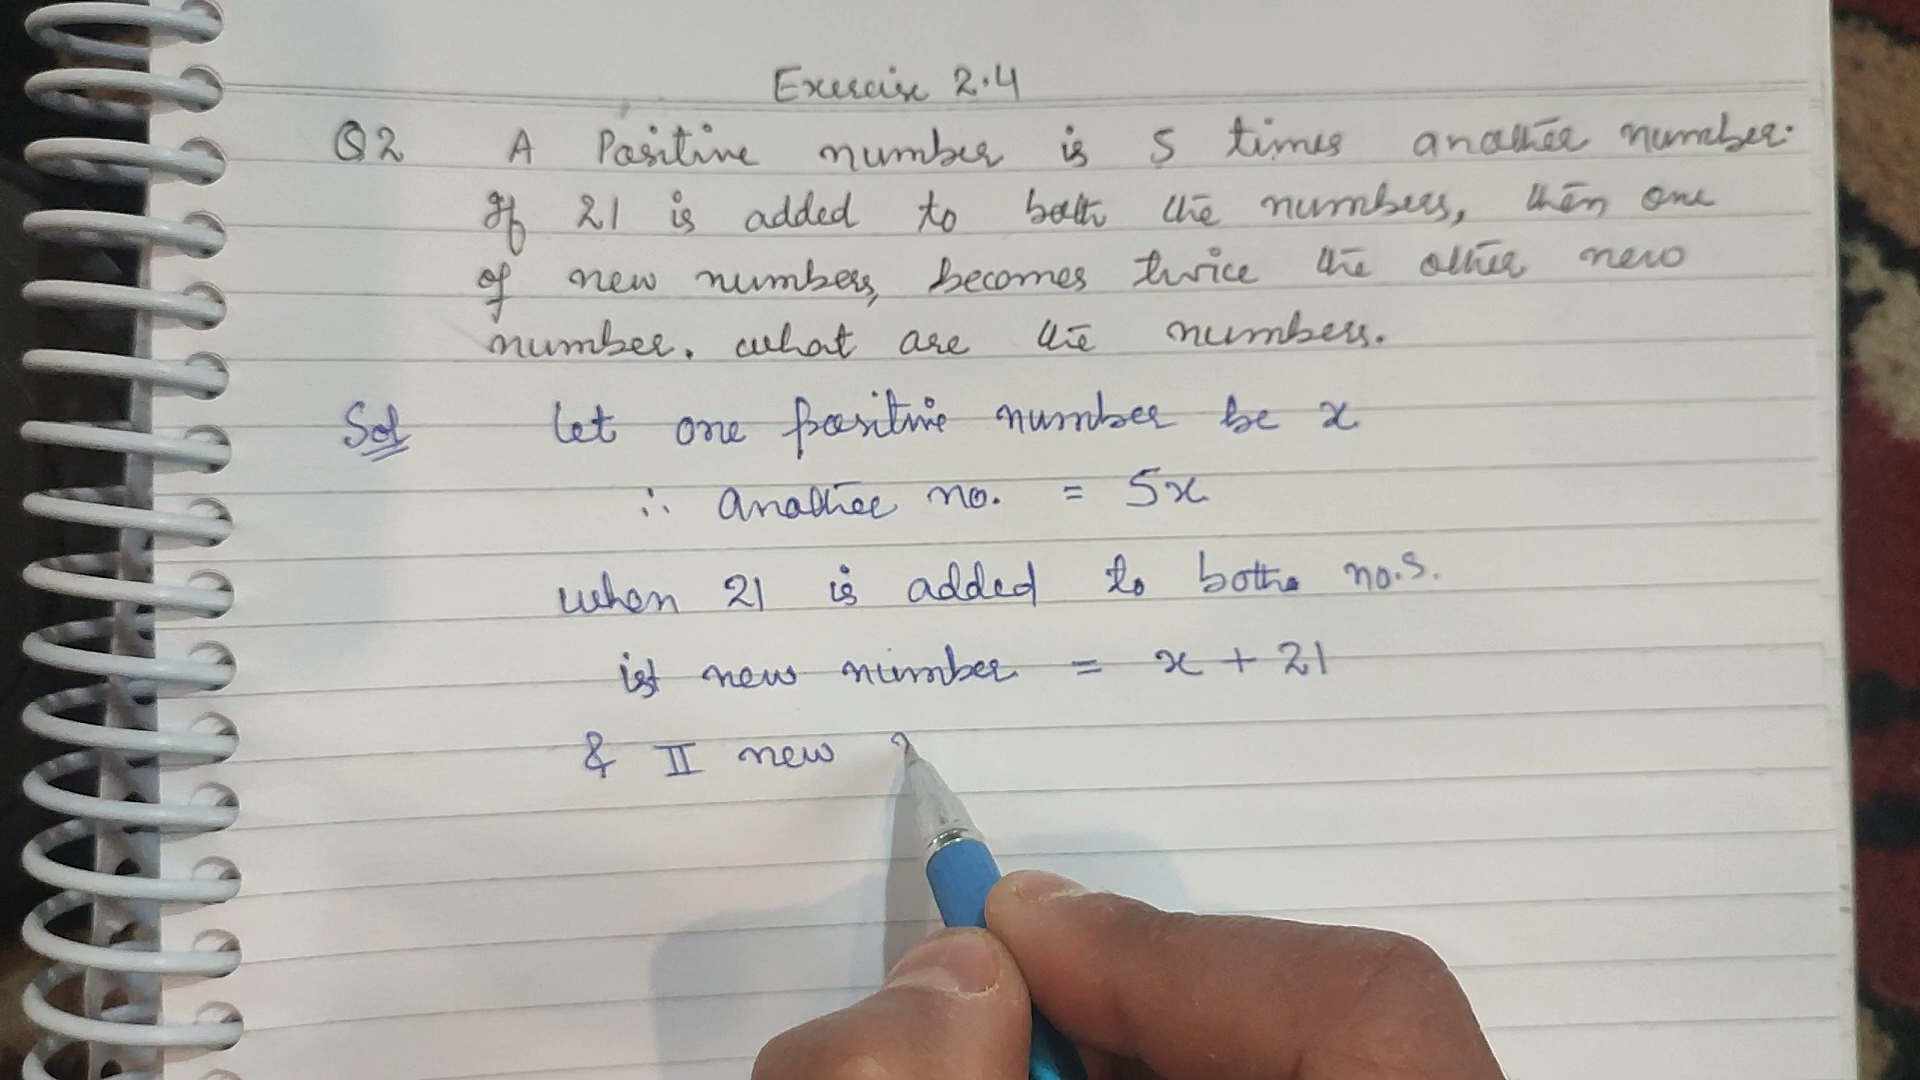 Exercise 2.4
Q2 A Positive number is 5 times another number.
If 21 is added to both the numbers, then one
of new numbers, becomes twice the other new
number. what are the numbers.
Sol Let one positive number be x
∴ another no. = 5x
when 21 is added to both no.s.
ist new number = x + 21
& II new